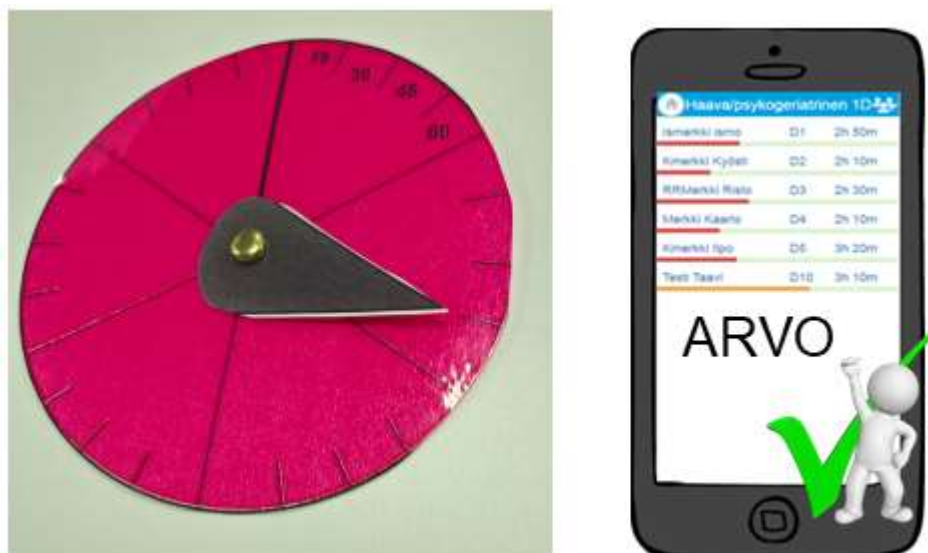 15
30
45
60
Haava/psykogeriatrinen 1D
Ismerkki Ismo D1 2h 50m
Kmerkki Kyösti D2 2h 10m
RRMerkki Risto D3 2h 30m
Merkki Kaarlo D4 2h 10m
Kmerkki Ilpo D5 3h 20m
Testi Taavi D10 3h 10m
ARVO